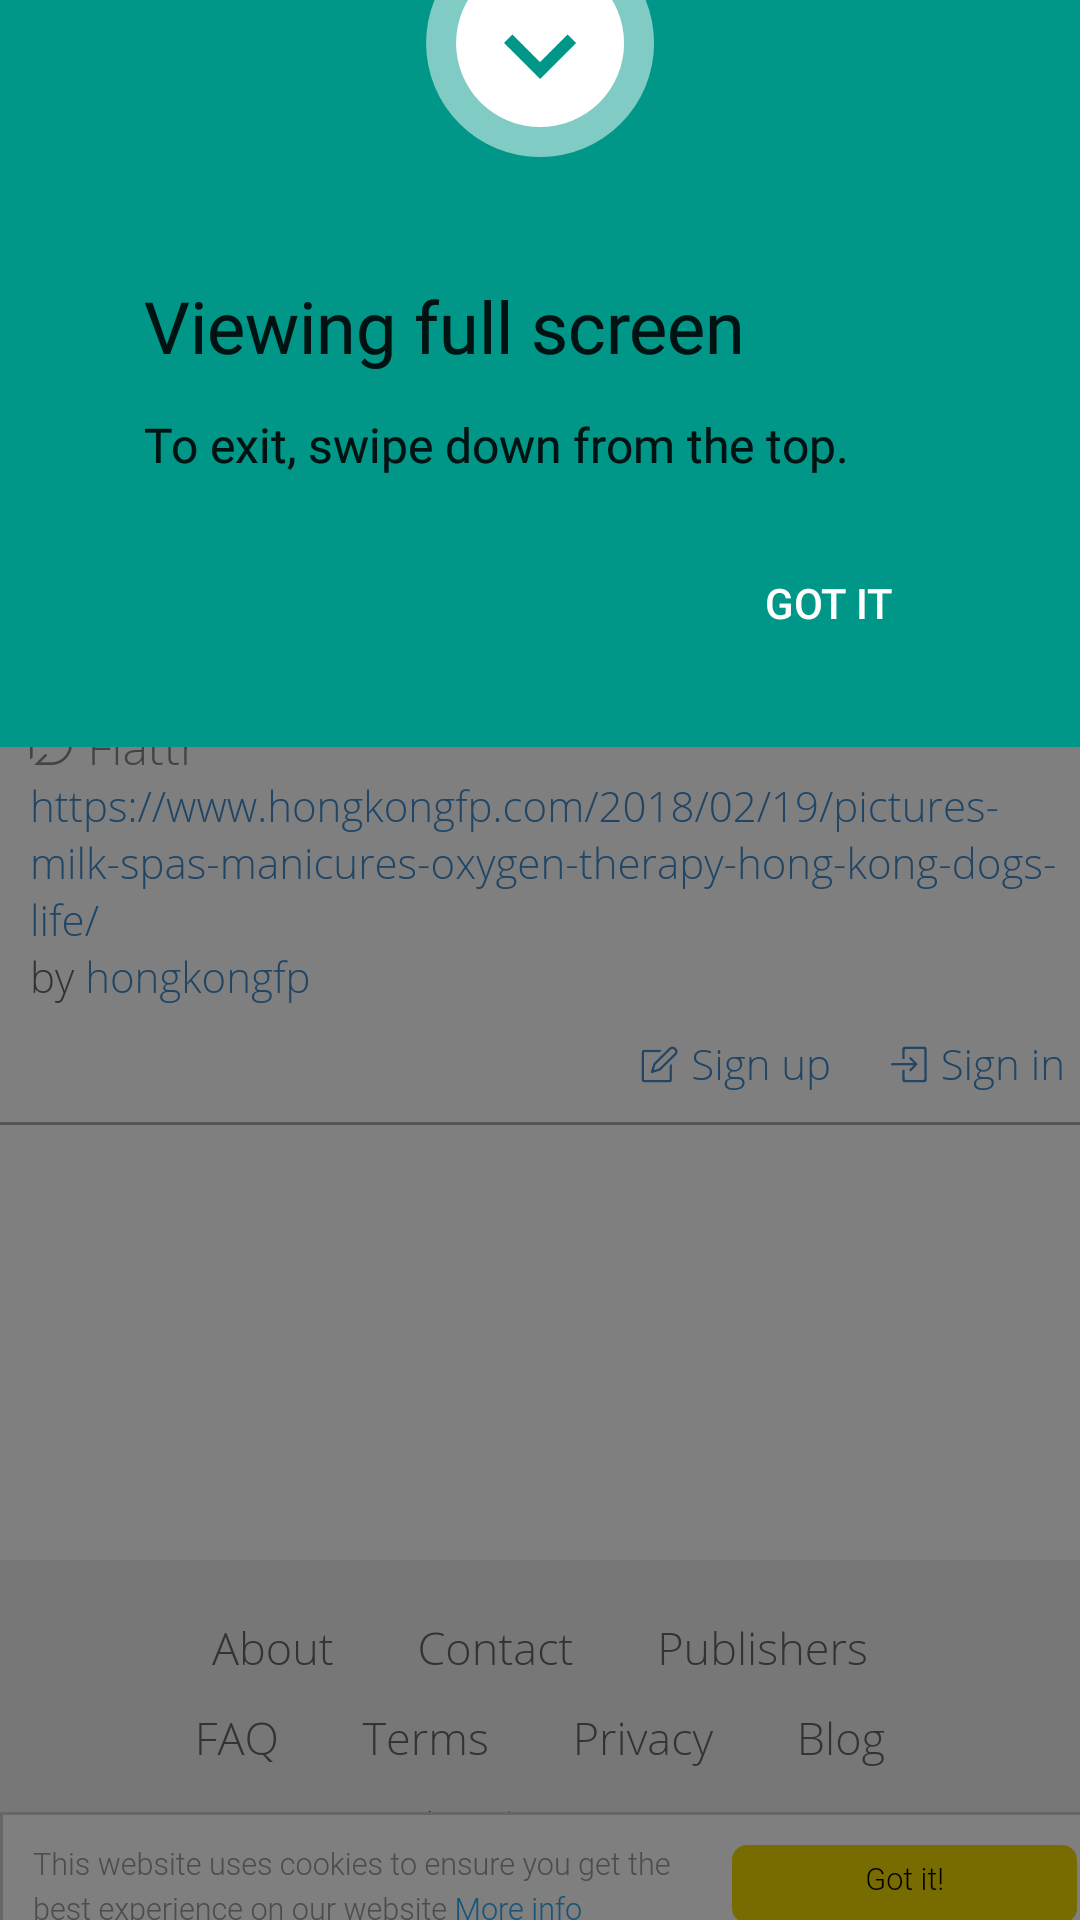 Viewing full screen
To exit, swipe down from the top.
GOT IT
Flattr
https://www.hongkongfp.com/2018/02/19/pictures-
milk-spas-manicures-oxygen-therapy-hong-kong-dogs-
life/
by hongkongfp
Sign up Sign in
About Contact Publishers
FAQ Terms Privacy Blog
This website uses cookies to ensure you get the
best experience on our website More info
Got it!